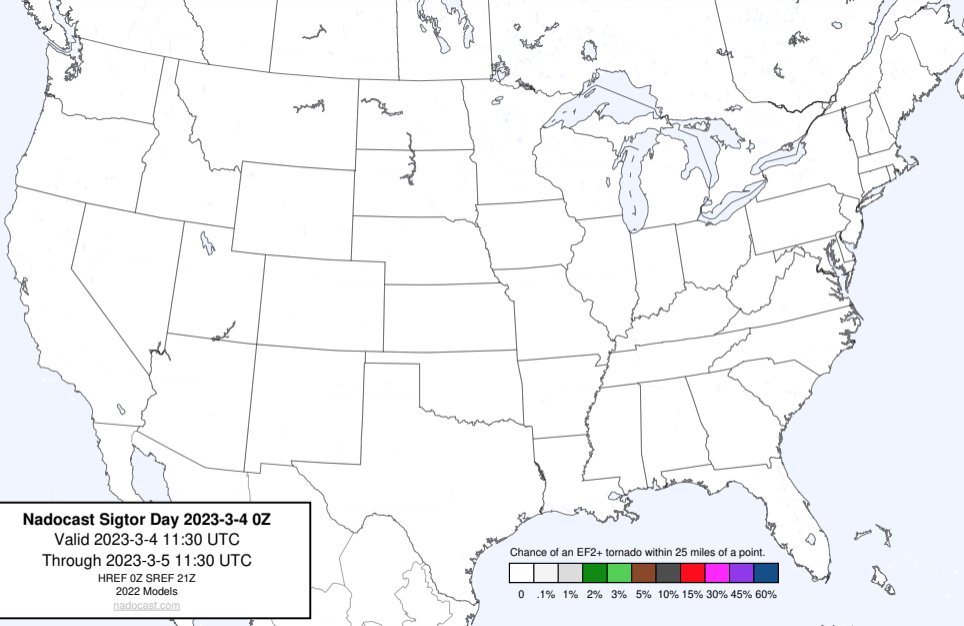 Nadocast Sigtor Day 2023-3-4 0Z
Valid 2023-3-4 11:30 UTC
Through 2023-3-5 11:30 UTC
HREF 0Z SREF 21Z
2022 Models
nadocast.com
Chance of an EF2+ tornado within 25 miles of a point.
0 .1% 1% 2% 3% 5% 10% 15% 30% 45% 60%